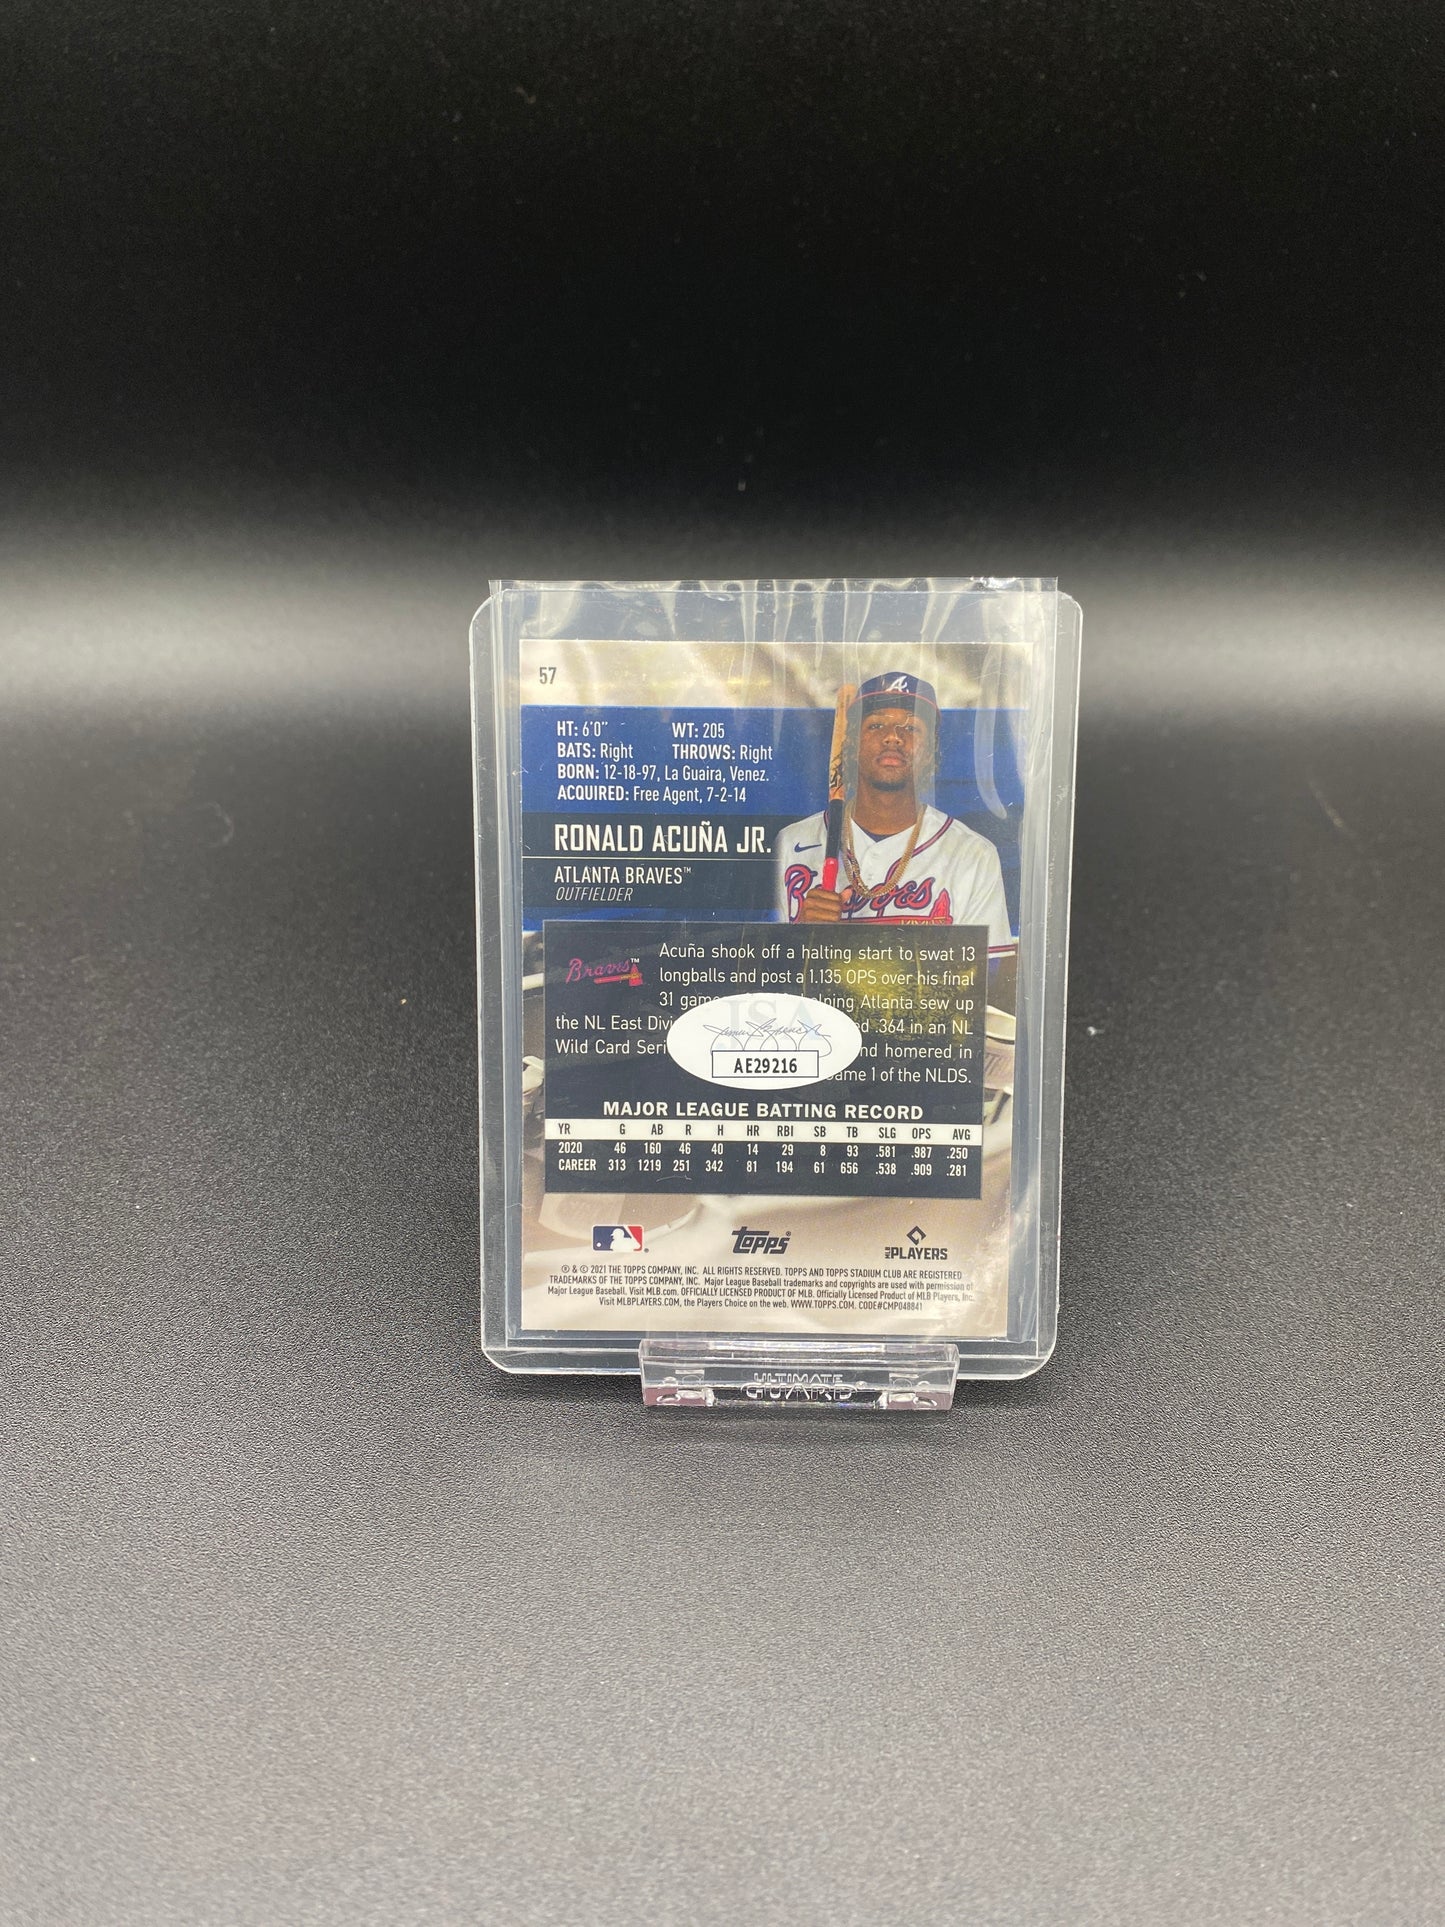 57
HT: 6'0" WT: 205
BATS: Right THROWS: Right
BORN: 12-18-97, La Guaira, Venez.
ACQUIRED: Free Agent, 7-2-14
RONALD ACUÑA JR.
ATLANTA BRAVES™
OUTFIELDER
A
Braves
Braves™
Acuña shook off a halting start to swat 13
longballs and post a 1.135 OPS over his final
31 helping Atlanta sew up
the NL East .364 in an NL
Wild Card and homered in
Game 1 of the NLDS.
JSA
AE29216
MAJOR LEAGUE BATTING RECORD
YR G AB R H HR RBI SB TB SLG OPS AVG
2020 46 160 46 40 14 29 8 93 .581 .987 .250
CAREER 313 1219 251 342 81 194 61 656 .538 .909 .281
topps®
MLB PLAYERS
® & © 2021 THE TOPPS COMPANY, INC. ALL RIGHTS RESERVED. TOPPS AND TOPPS STADIUM CLUB ARE REGISTERED
TRADEMARKS OF THE TOPPS COMPANY, INC. Major League Baseball trademarks and copyrights are used with permission of
Major League Baseball. Visit MLB.com. OFFICIALLY LICENSED PRODUCT OF MLB. Officially Licensed Product of MLB Players, Inc.
Visit MLBPLAYERS.COM, the Players Choice on the web. WWW.TOPPS.COM. CODE#CMP048841
ULTIMATE
GUARD